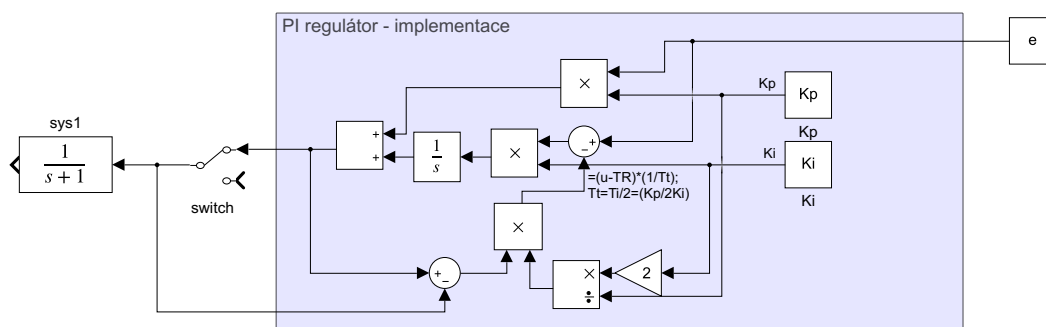 PI regulátor - implementace
e
×
Kp
Kp
Kp
sys1
1
s + 1
switch
+
+
1
s
×
+
−
Ki
Ki
Ki
=(u-TR)*(1/Tt);
Tt=Ti/2=(Kp/2Ki)
×
+
−
×
÷
2